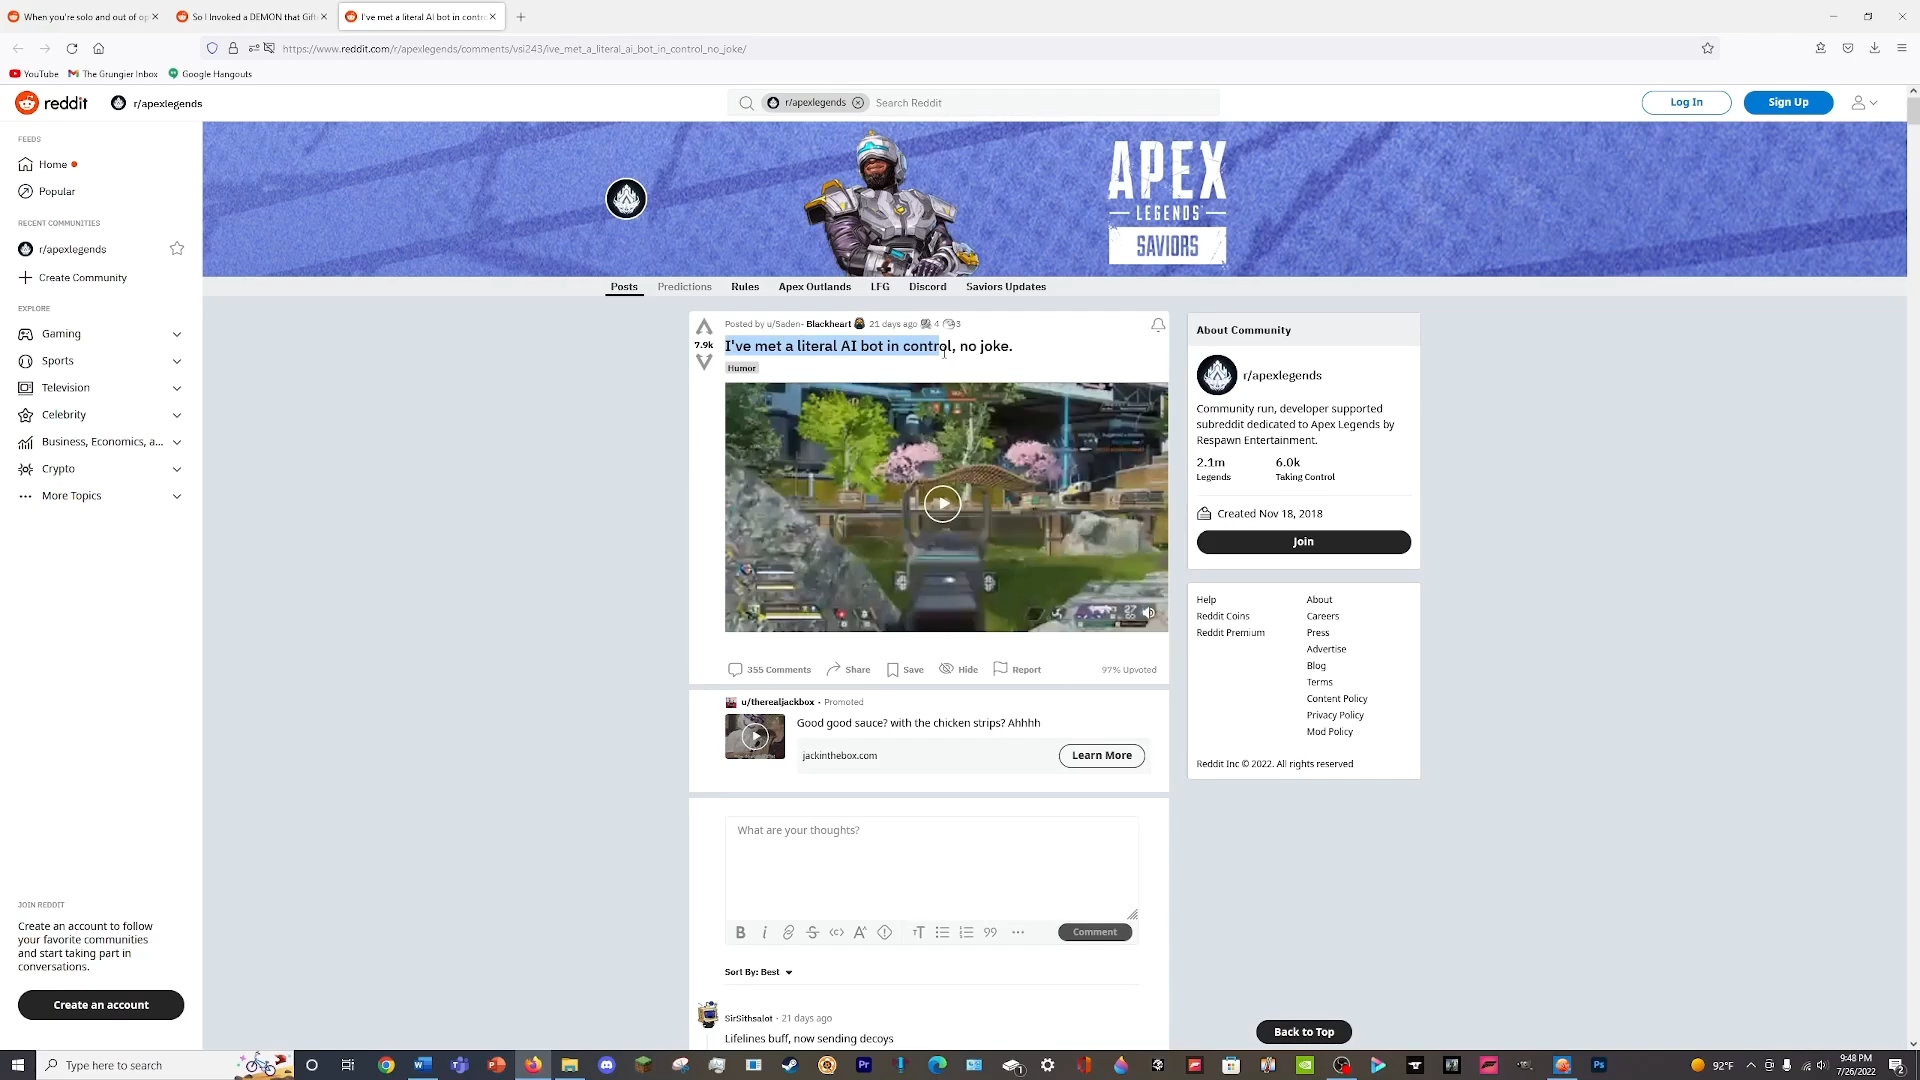 When you're solo and out of op
So I Invoked a DEMON that Gift
I've met a literal AI bot in contro
https://www.reddit.com/r/apexlegends/comments/vsi243/ive_met_a_literal_ai_bot_in_control_no_joke/
YouTube
The Grungier Inbox
Google Hangouts
reddit
r/apexlegends
r/apexlegends
Search Reddit
Log In
Sign Up
FEEDS
Home
Popular
RECENT COMMUNITIES
r/apexlegends
Create Community
EXPLORE
Gaming
Sports
Television
Celebrity
Business, Economics, a...
Crypto
More Topics
JOIN REDDIT
Create an account to follow
your favorite communities
and start taking part in
conversations.
Create an account
APEX
LEGENDS
SAVIORS
Posts
Predictions
Rules
Apex Outlands
LFG
Discord
Saviors Updates
Posted by u/Saden- Blackheart 21 days ago 4 3
7.9k
I've met a literal AI bot in control, no joke.
Humor
27
355 Comments
Share
Save
Hide
Report
97% Upvoted
u/therealjackbox · Promoted
Good good sauce? with the chicken strips? Ahhhh
jackinthebox.com
Learn More
What are your thoughts?
Comment
Sort By: Best
SirSithsalot · 21 days ago
Lifelines buff, now sending decoys
About Community
r/apexlegends
Community run, developer supported
subreddit dedicated to Apex Legends by
Respawn Entertainment.
2.1m
Legends
6.0k
Taking Control
Created Nov 18, 2018
Join
Help
Reddit Coins
Reddit Premium
About
Careers
Press
Advertise
Blog
Terms
Content Policy
Privacy Policy
Mod Policy
Reddit Inc © 2022. All rights reserved
Back to Top
Type here to search
92°F
9:48 PM
7/26/2022